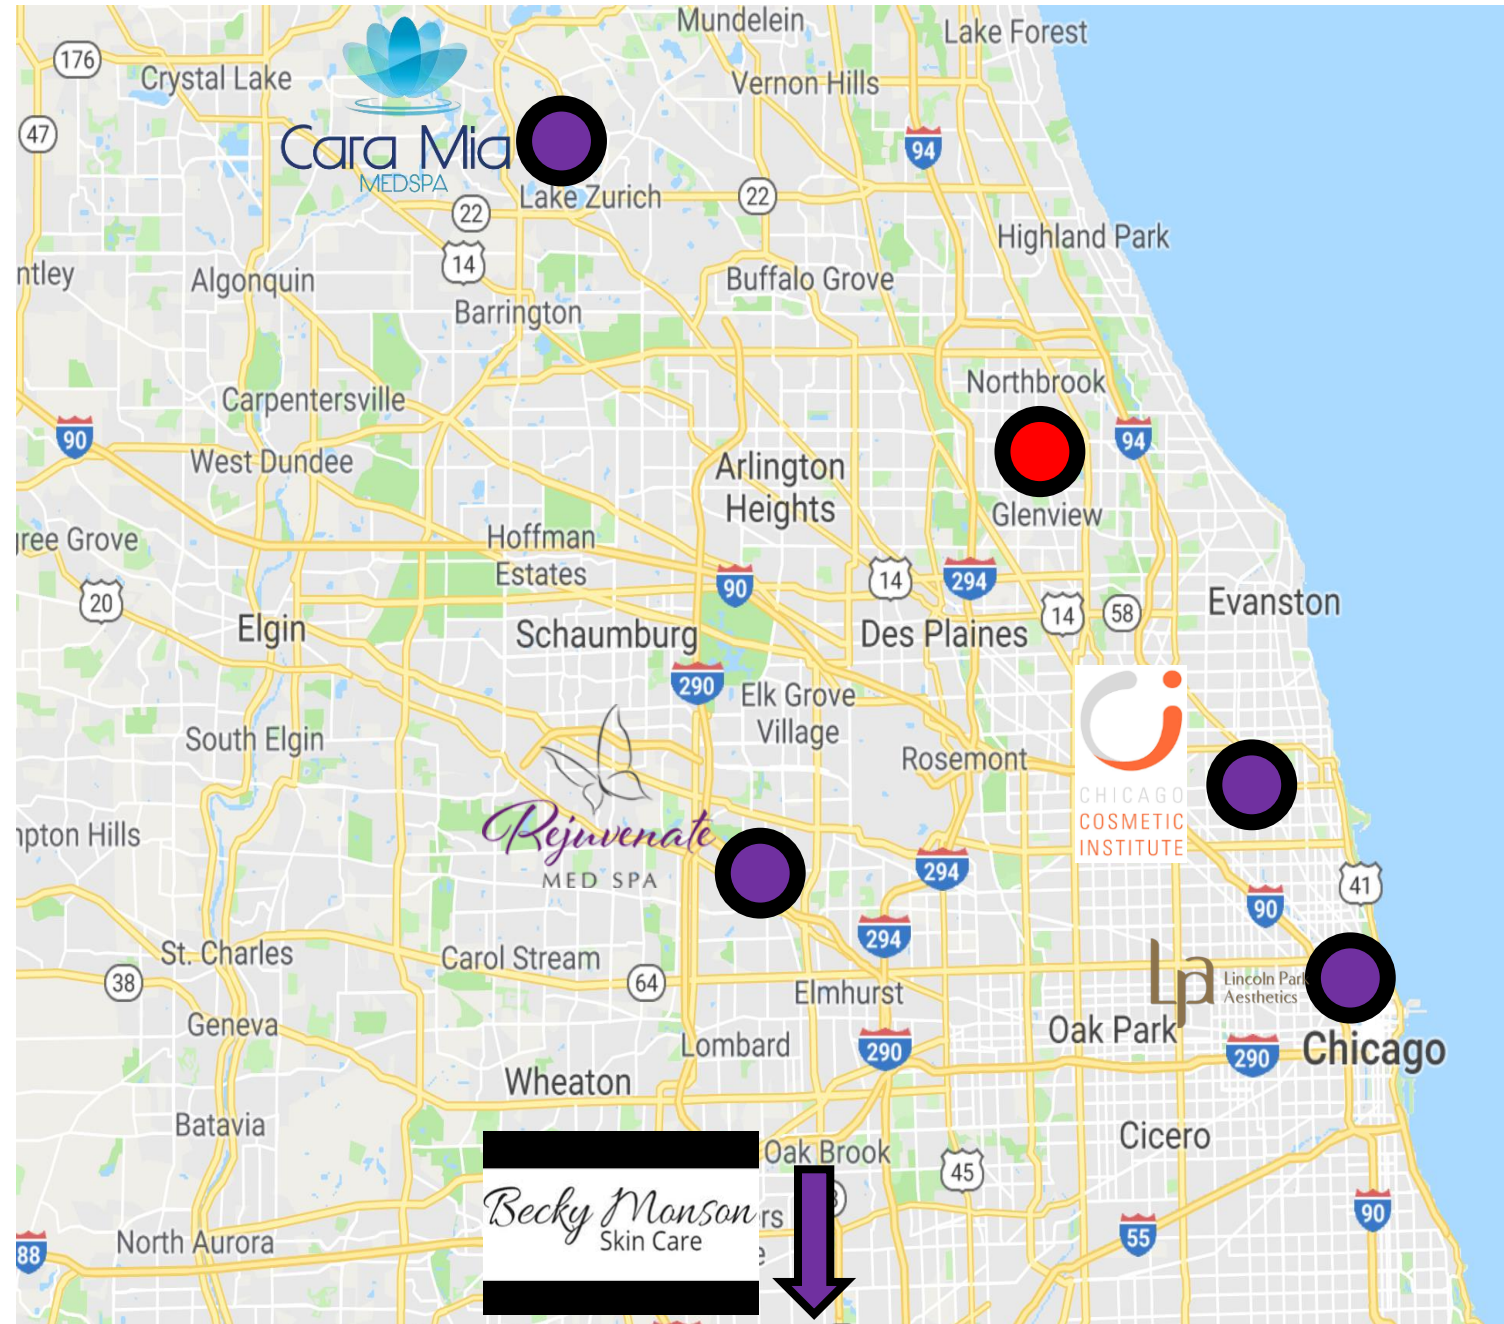 Mundelein
Lake Forest
176
Crystal Lake
Vernon Hills
47
Cara Mia
MEDSPA
94
Lake Zurich
22
22
Highland Park
14
ntley
Algonquin
Buffalo Grove
Barrington
Northbrook
Carpentersville
90
94
West Dundee
Arlington
Heights
Glenview
Hoffman
Estates
ree Grove
90
14
294
20
14
58
Evanston
Elgin
Schaumburg
Des Plaines
290
Elk Grove
Village
South Elgin
Rosemont
CHICAGO
COSMETIC
INSTITUTE
Rejuvenate
MED SPA
pton Hills
294
41
90
294
St. Charles
Carol Stream
38
64
Elmhurst
Lp
Lincoln Park
Aesthetics
Geneva
Oak Park
Lombard
290
290
Chicago
Wheaton
Batavia
Cicero
Oak Brook
45
Becky Monson
Skin Care
rs
e
3
90
55
North Aurora
88